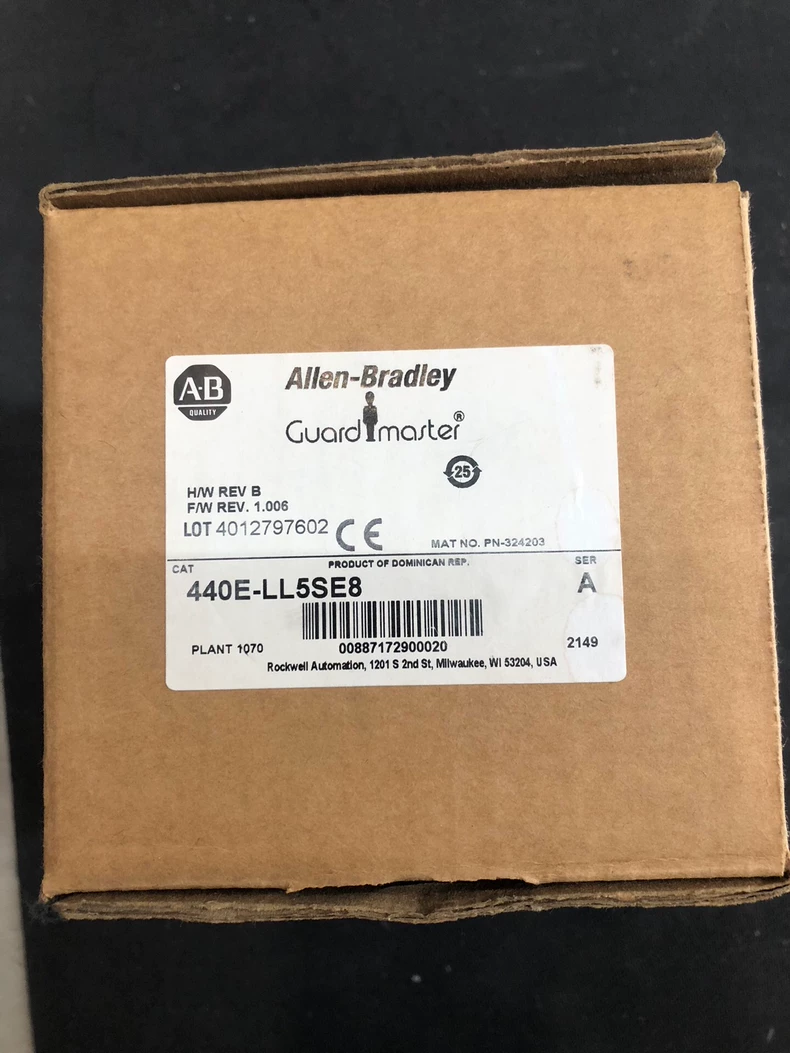 A-B
QUALITY
Allen-Bradley
Guardmaster®
25
H/W REV B
F/W REV. 1.006
LOT 4012797602
CE
MAT NO. PN-324203
CAT
PRODUCT OF DOMINICAN REP.
SER
440E-LL5SE8
A
PLANT 1070
00887172900020
2149
Rockwell Automation, 1201 S 2nd St, Milwaukee, WI 53204, USA